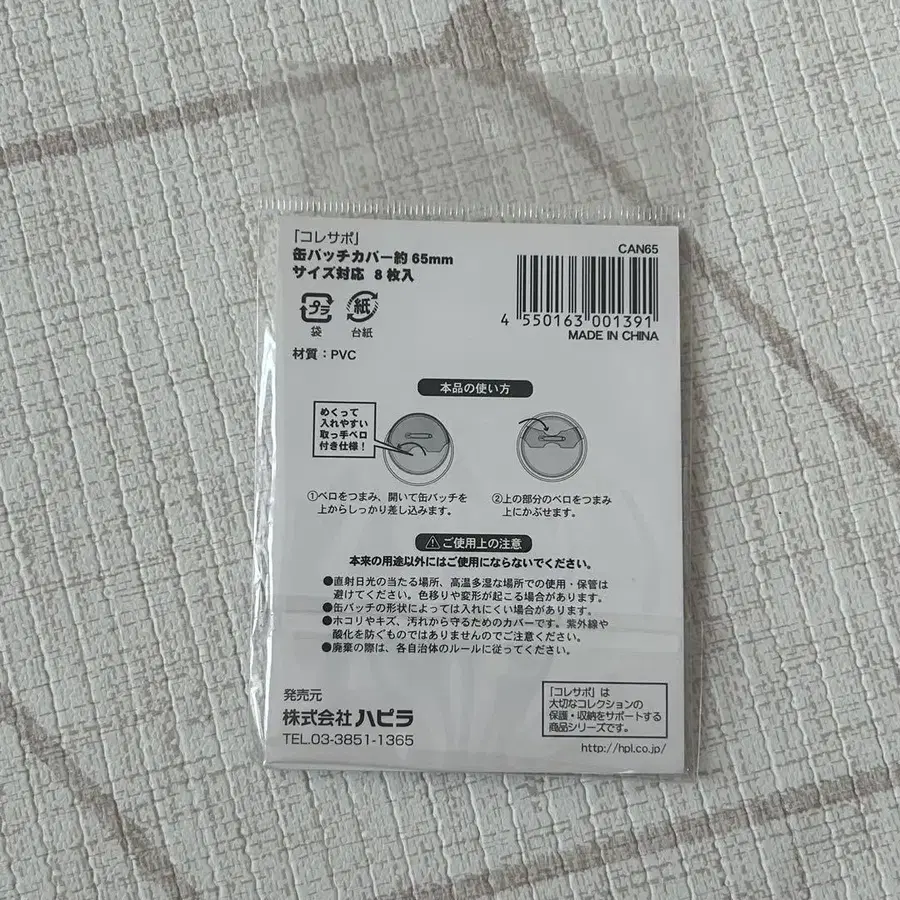 「コレサポ」
缶バッチカバー約65mm
サイズ対応 8枚入
プラ
紙
袋
台紙
材質：PVC
CAN65
4 550163 001391
MADE IN CHINA
本品の使い方
めくって
入れやすい
取っ手ベロ
付き仕様！
①ベロをつまみ、開いて缶バッチを
上からしっかり差し込みます。
②上の部分のベロをつまみ
上にかぶせます。
ご使用上の注意
本来の用途以外にはご使用にならないでください。
●直射日光の当たる場所、高温多湿な場所での使用・保管は
避けてください。色移りや変形が起こる場合があります。
●缶バッチの形状によっては入れにくい場合があります。
●ホコリやキズ、汚れから守るためのカバーです。紫外線や
酸化を防ぐものではありませんのでご注意ください。
●廃棄の際は、各自治体のルールに従ってください。
発売元
株式会社ハピラ
TEL.03-3851-1365
「コレサポ」は
大切なコレクションの
保護・収納をサポートする
商品シリーズです。
http://hpl.co.jp/